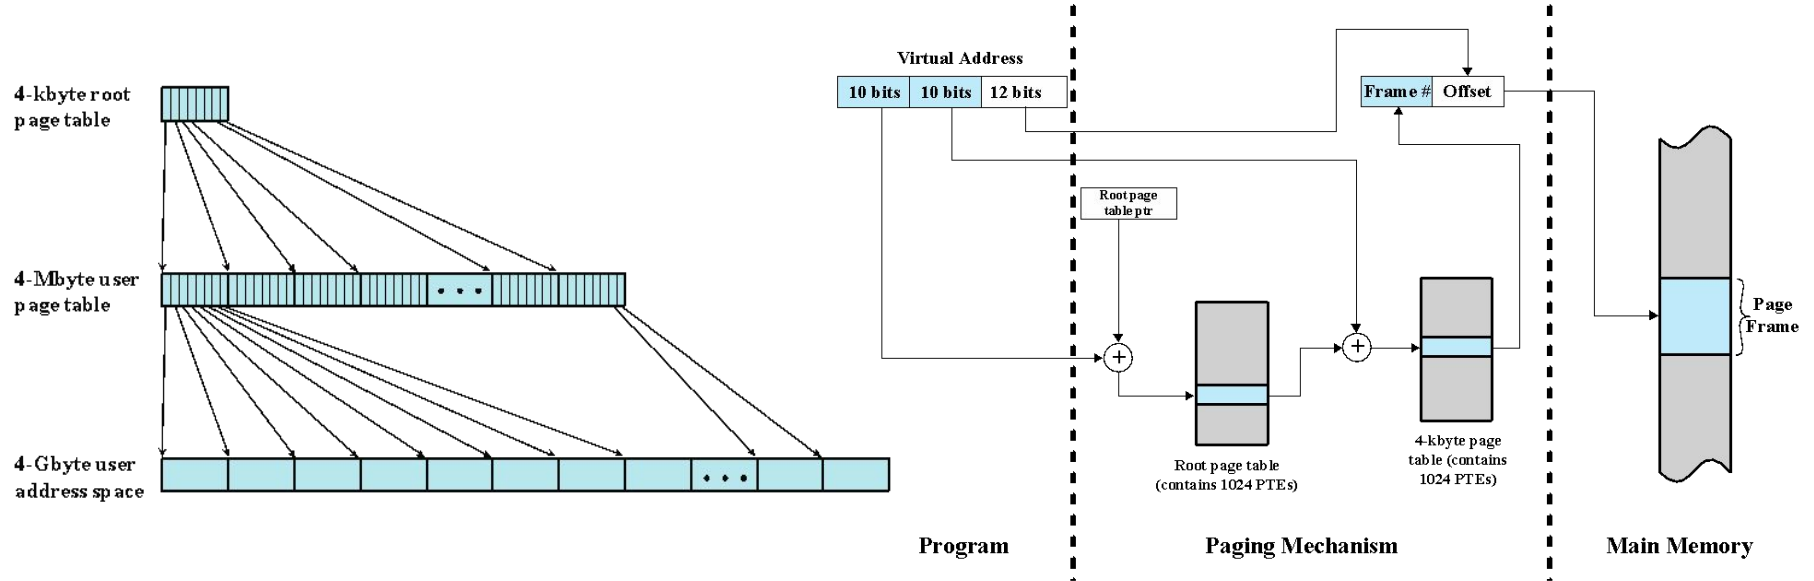 4-kbyte root
page table
4-Mbyte user
page table
4-Gbyte user
address space
Virtual Address
10 bits 10 bits 12 bits
Frame # Offset
Root page
table ptr
+
+
Root page table
(contains 1024 PTEs)
4-kbyte page
table (contains
1024 PTEs)
Page
Frame
Program
Paging Mechanism
Main Memory